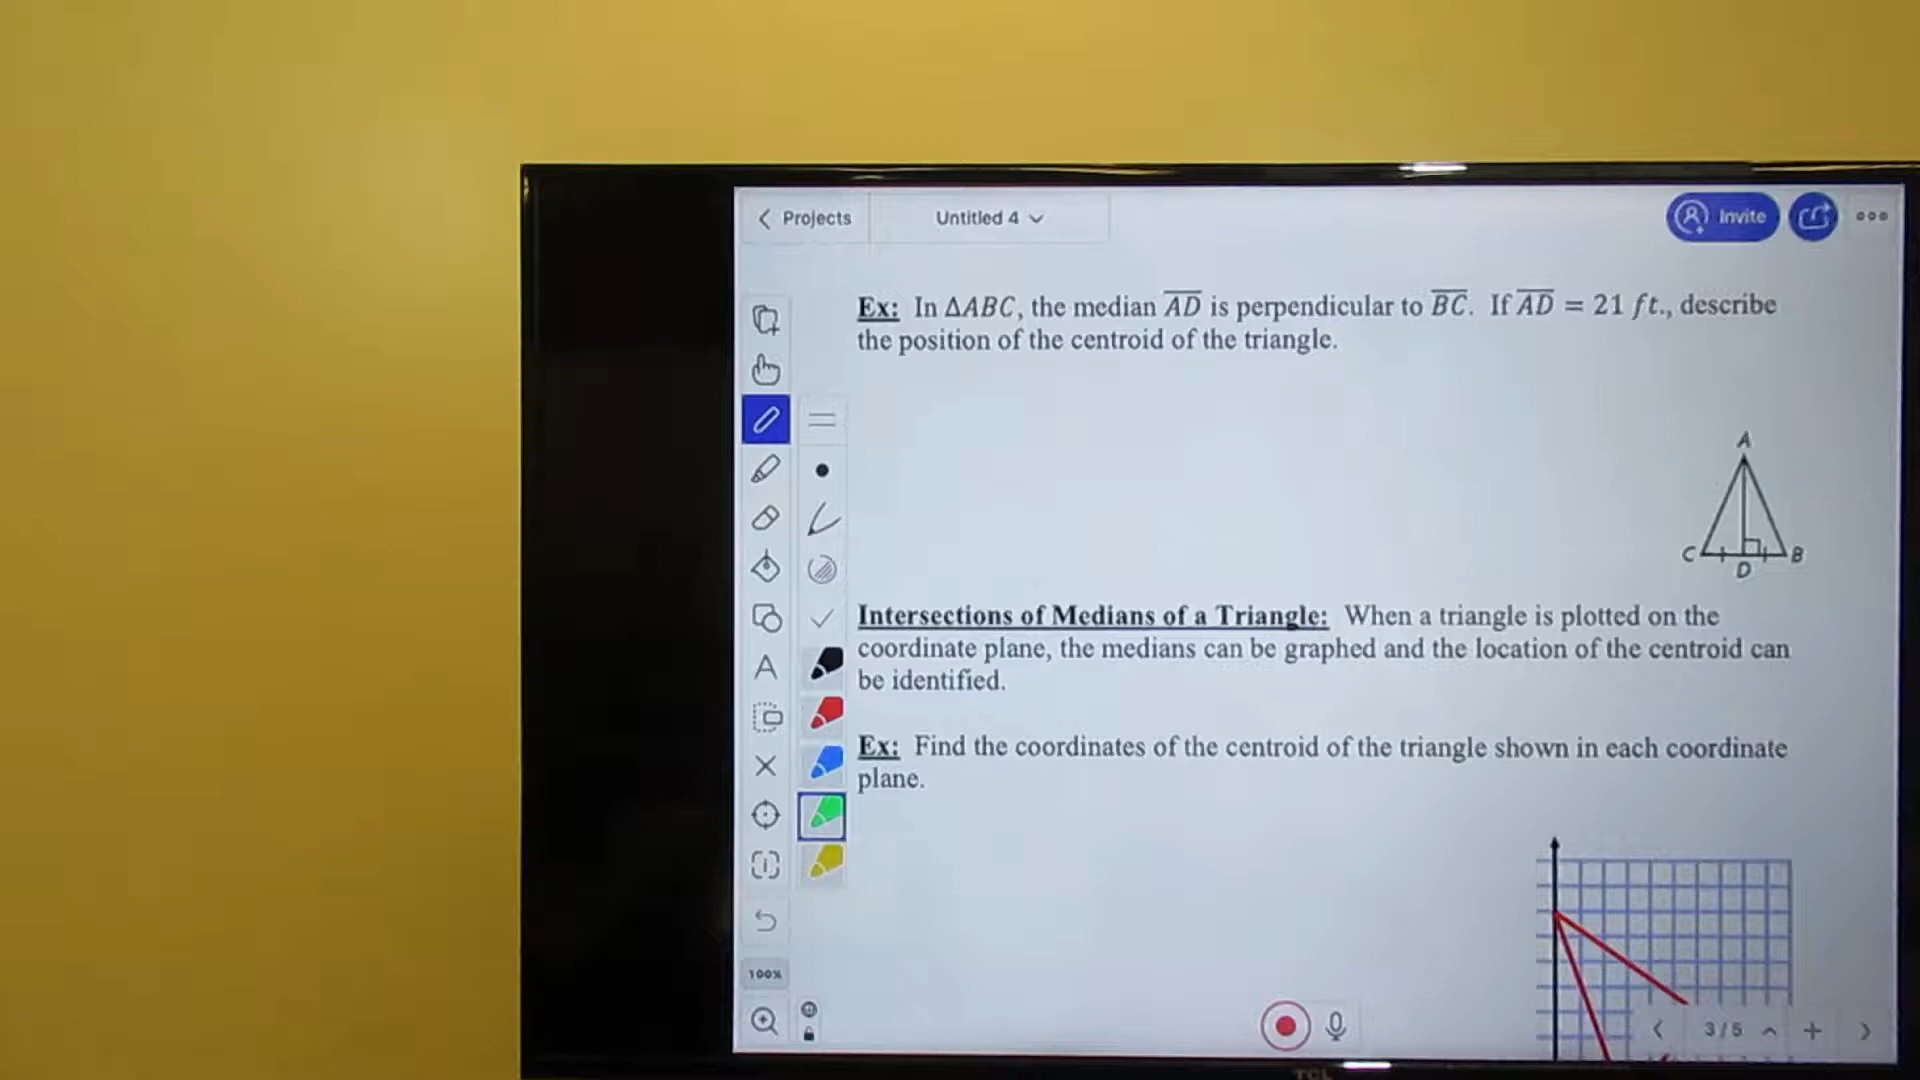 Projects
Untitled 4
Invite
Ex: In ΔABC, the median A̅D̅ is perpendicular to B̅C̅. If A̅D̅ = 21 ft., describe
the position of the centroid of the triangle.
A
C
B
D
Intersections of Medians of a Triangle: When a triangle is plotted on the
coordinate plane, the medians can be graphed and the location of the centroid can
be identified.
Ex: Find the coordinates of the centroid of the triangle shown in each coordinate
plane.
A
100%
3/5
TCL